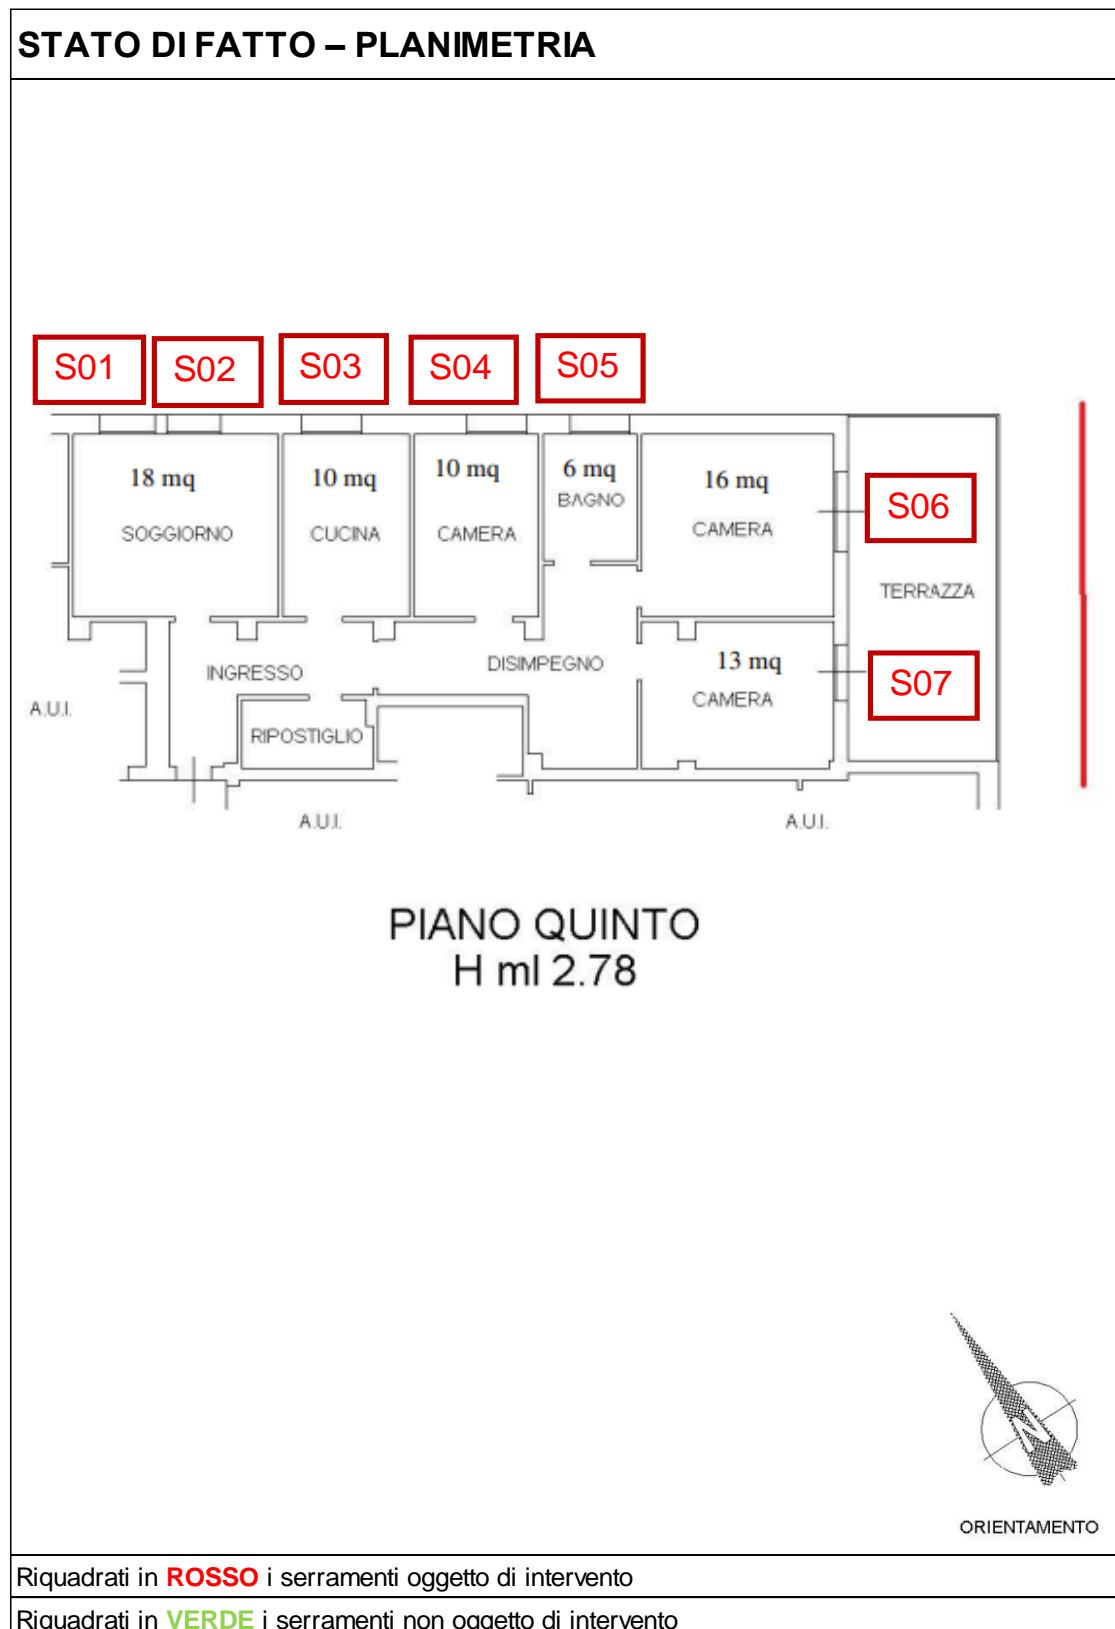 STATO DI FATTO – PLANIMETRIA
S01
S02
S03
S04
S05
18 mq
SOGGIORNO
10 mq
CUCINA
10 mq
CAMERA
6 mq
BAGNO
16 mq
CAMERA
S06
TERRAZZA
INGRESSO
DISIMPEGNO
13 mq
CAMERA
S07
A.U.I.
RIPOSTIGLIO
A.U.I.
A.U.I.
PIANO QUINTO
H ml 2.78
N
ORIENTAMENTO
Riquadrati in ROSSO i serramenti oggetto di intervento
Riquadrati in VERDE i serramenti non oggetto di intervento